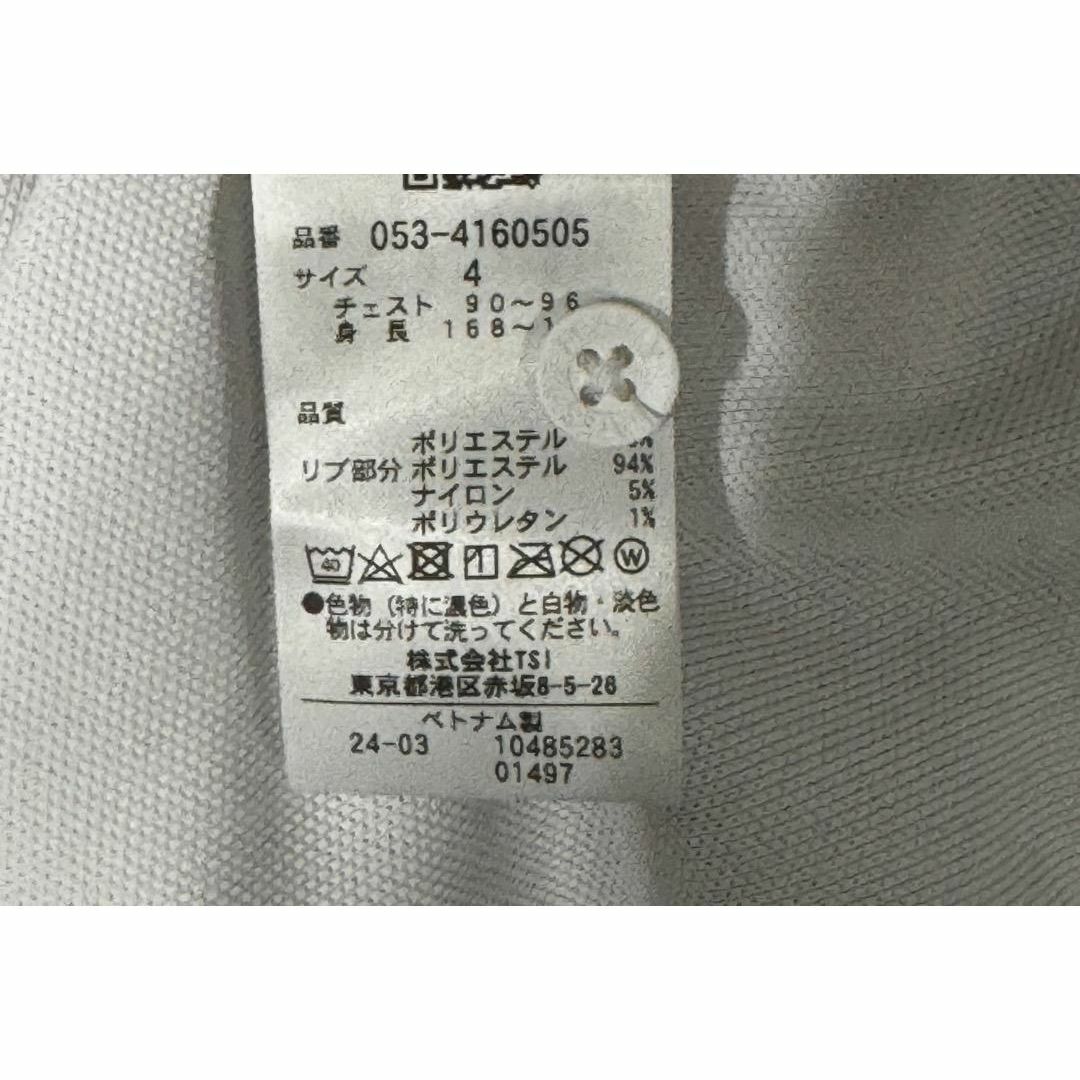 品番 053-4160505
サイズ 4
チェスト 90〜96
身長 168〜1
品質
ポリエステル
リブ部分 ポリエステル 94%
ナイロン 5%
ポリウレタン 1%
40 W
●色物(特に濃色)と白物・淡色
物は分けて洗ってください。
株式会社TSI
東京都港区赤坂8-5-26
ベトナム製
24-03 10485283
01497